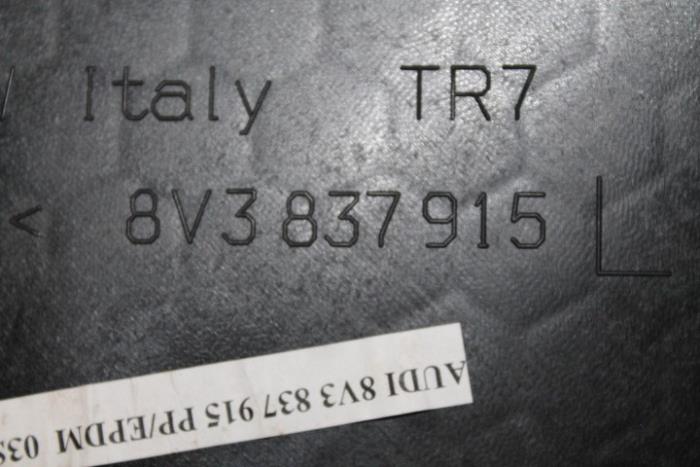 Italy TR7
< 8V3 837 915 L
AUDI 8V3 837 915 PP/EPDM 03